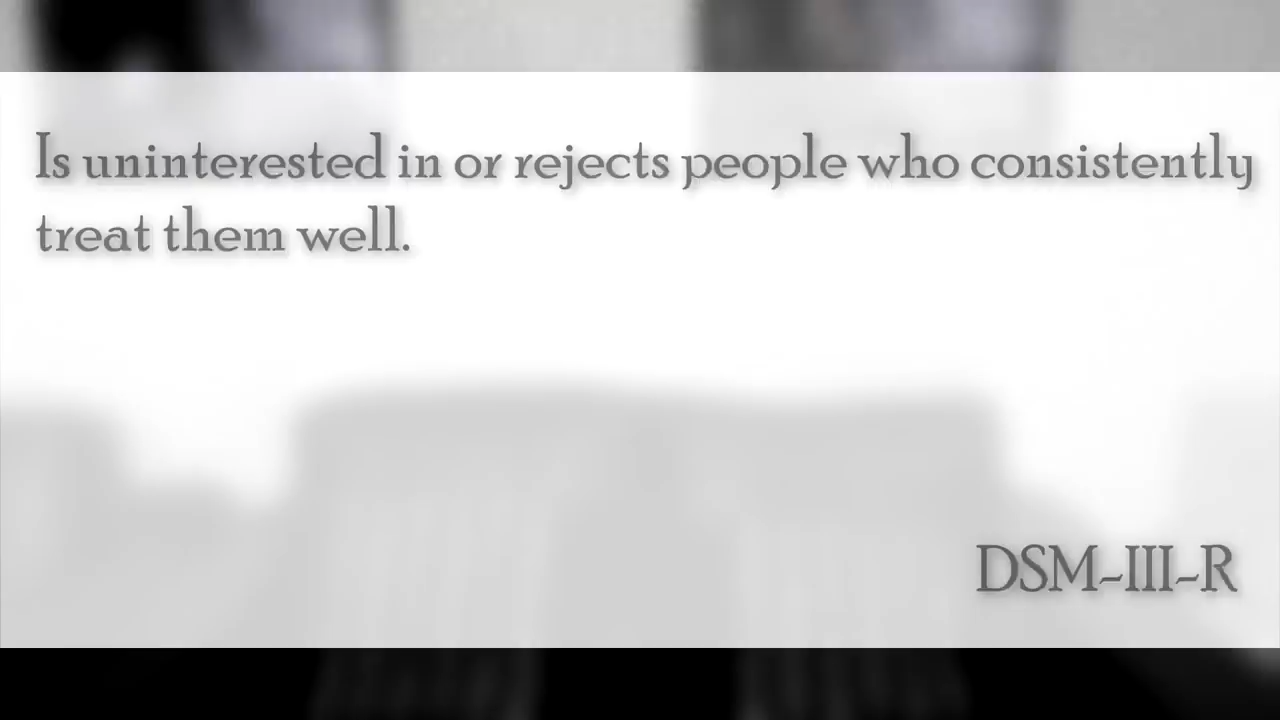 Is uninterested in or rejects people who consistently
treat them well.
DSM-III-R